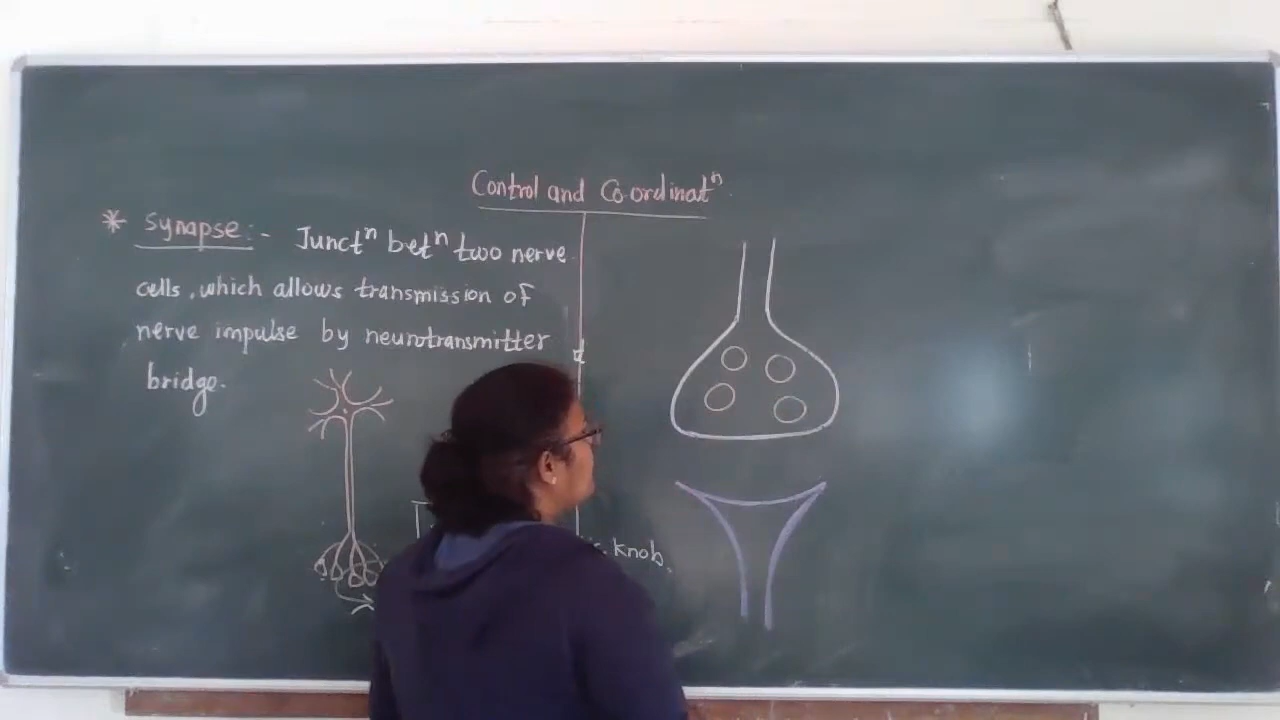 Control and Co-ordinatⁿ.
* Synapse:- Junctⁿ betⁿ two nerve
cells, which allows transmission of
nerve impulse by neurotransmitter
bridge.
knob.